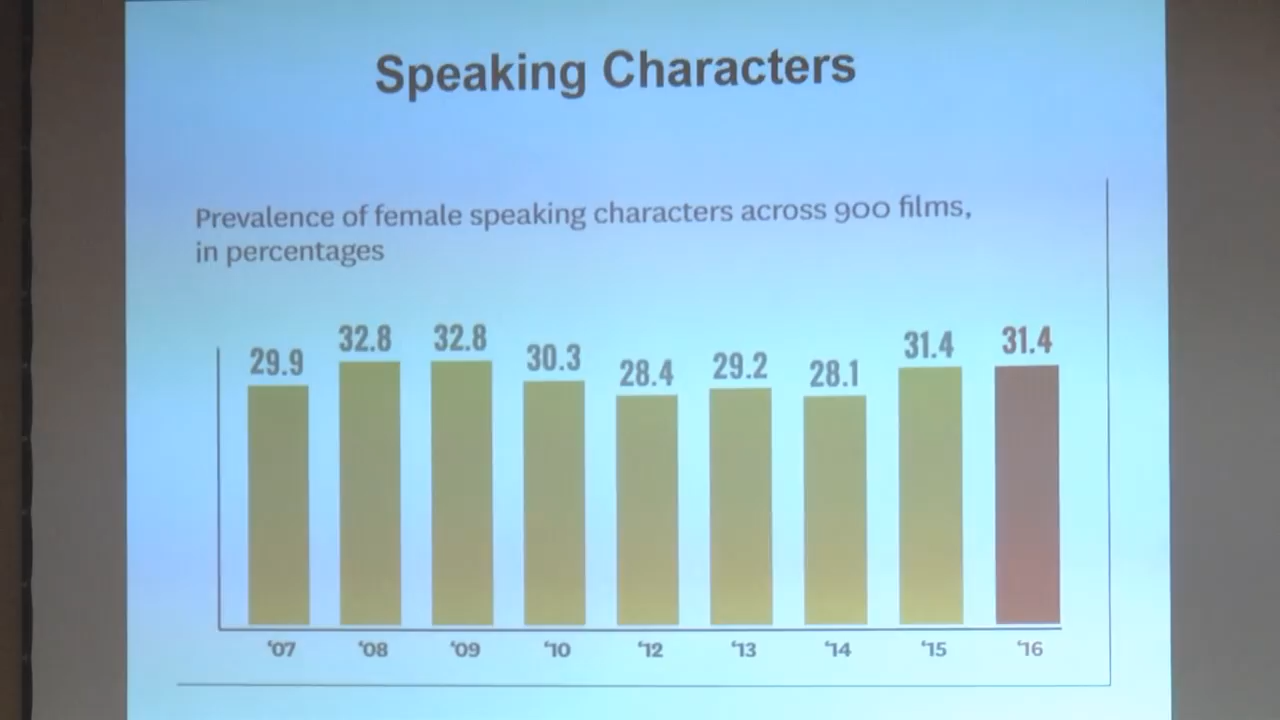 Speaking Characters
Prevalence of female speaking characters across 900 films,
in percentages
29.9 32.8 32.8 30.3 28.4 29.2 28.1 31.4 31.4
‘07 ‘08 ‘09 ‘10 ‘12 ‘13 ‘14 ‘15 ‘16